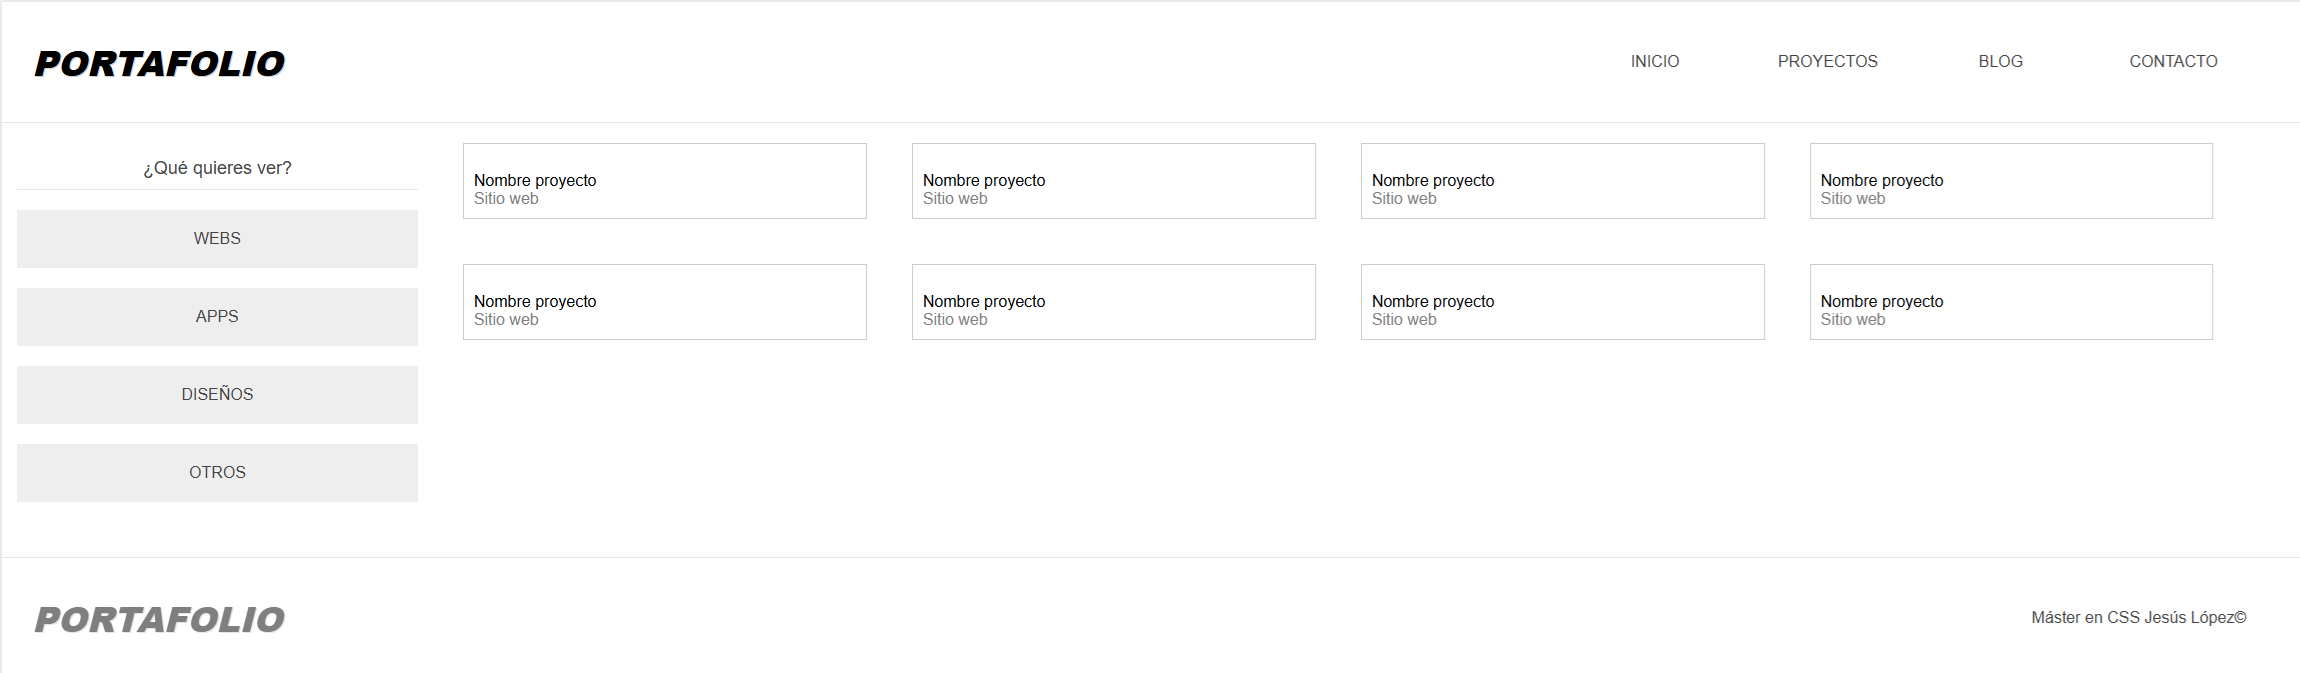 PORTAFOLIO
INICIO PROYECTOS BLOG CONTACTO
¿Qué quieres ver?
WEBS
APPS
DISEÑOS
OTROS
Nombre proyecto
Sitio web
Nombre proyecto
Sitio web
Nombre proyecto
Sitio web
Nombre proyecto
Sitio web
Nombre proyecto
Sitio web
Nombre proyecto
Sitio web
Nombre proyecto
Sitio web
Nombre proyecto
Sitio web
PORTAFOLIO
Máster en CSS Jesús López©